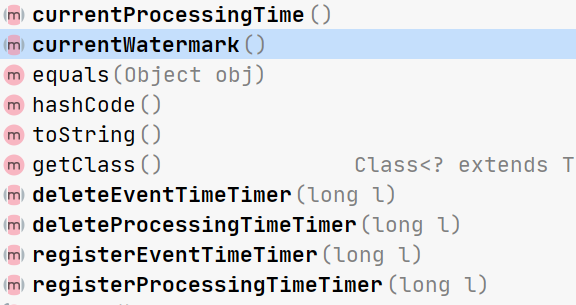 currentProcessingTime()
currentWatermark()
equals(Object obj)
hashCode()
toString()
getClass() Class<? extends T
deleteEventTimeTimer(long l)
deleteProcessingTimeTimer(long l)
registerEventTimeTimer(long l)
registerProcessingTimeTimer(long l)